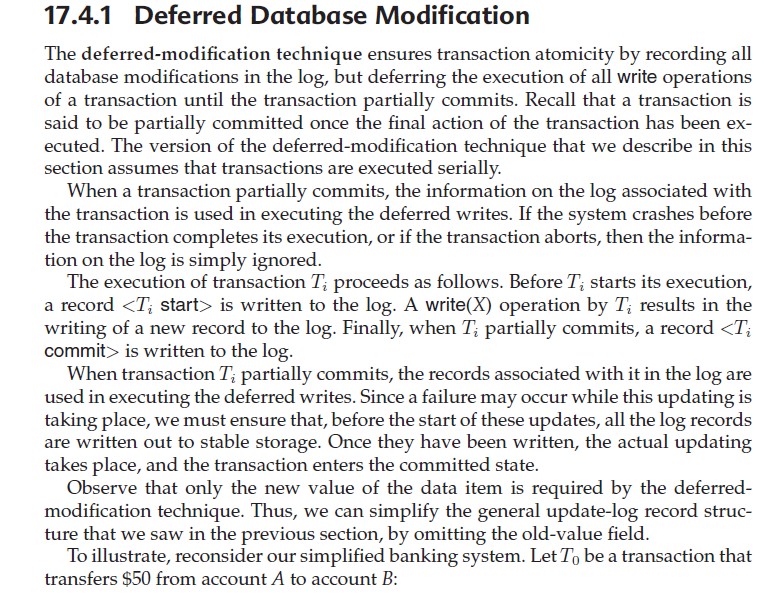 17.4.1 Deferred Database Modification
The deferred-modification technique ensures transaction atomicity by recording all
database modifications in the log, but deferring the execution of all write operations
of a transaction until the transaction partially commits. Recall that a transaction is
said to be partially committed once the final action of the transaction has been ex-
ecuted. The version of the deferred-modification technique that we describe in this
section assumes that transactions are executed serially.
When a transaction partially commits, the information on the log associated with
the transaction is used in executing the deferred writes. If the system crashes before
the transaction completes its execution, or if the transaction aborts, then the informa-
tion on the log is simply ignored.
The execution of transaction Ti proceeds as follows. Before Ti starts its execution,
a record <Ti start> is written to the log. A write(X) operation by Ti results in the
writing of a new record to the log. Finally, when Ti partially commits, a record <Ti
commit> is written to the log.
When transaction Ti partially commits, the records associated with it in the log are
used in executing the deferred writes. Since a failure may occur while this updating is
taking place, we must ensure that, before the start of these updates, all the log records
are written out to stable storage. Once they have been written, the actual updating
takes place, and the transaction enters the committed state.
Observe that only the new value of the data item is required by the deferred-
modification technique. Thus, we can simplify the general update-log record struc-
ture that we saw in the previous section, by omitting the old-value field.
To illustrate, reconsider our simplified banking system. Let T0 be a transaction that
transfers $50 from account A to account B: